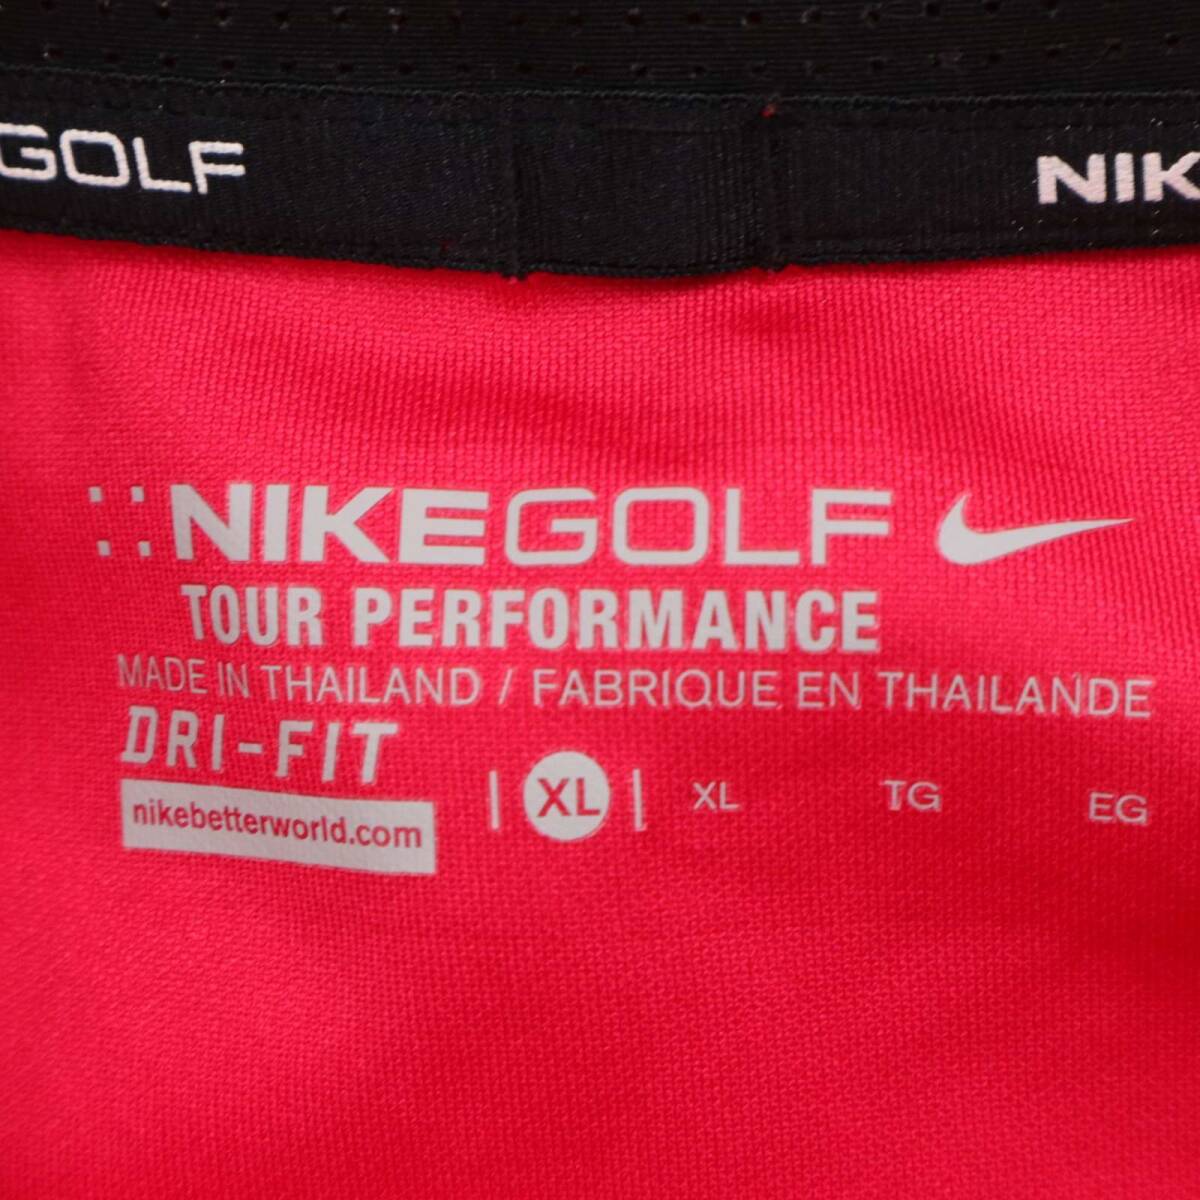 GOLF NIK
::NIKEGOLF
TOUR PERFORMANCE
MADE IN THAILAND / FABRIQUE EN THAILANDE
DRI-FIT
nikebetterworld.com
| XL | XL TG EG